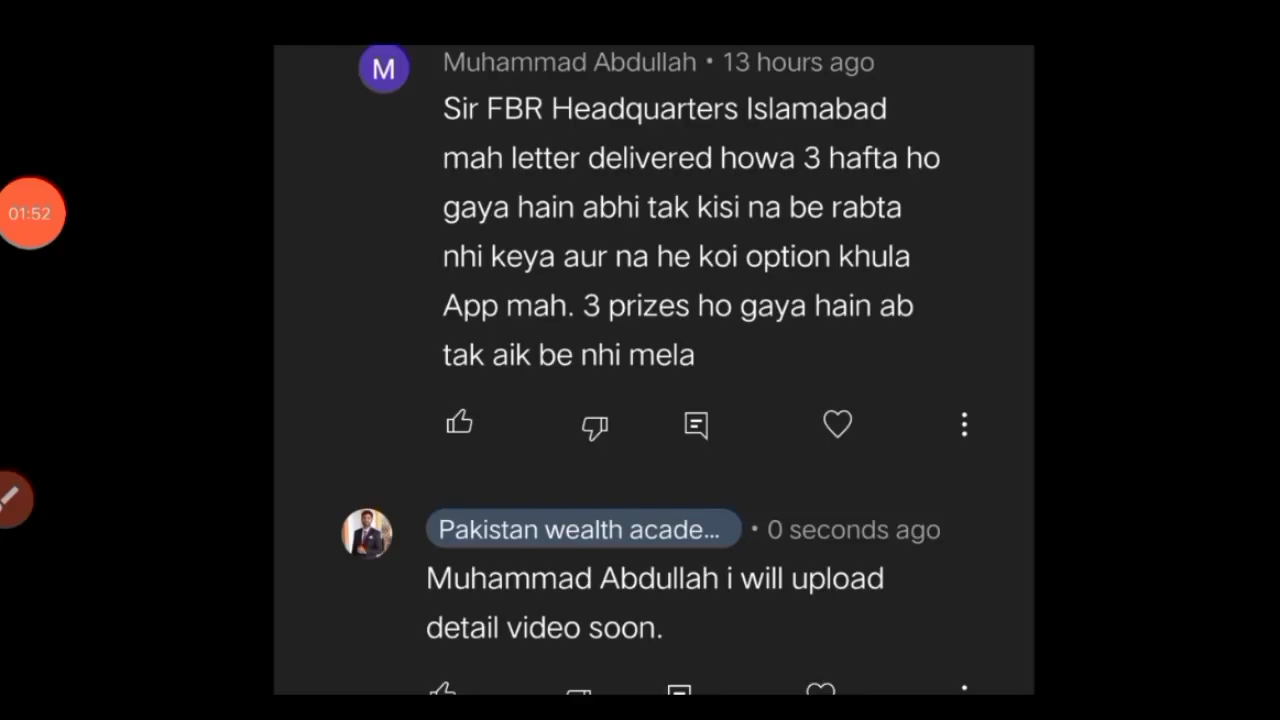 M
Muhammad Abdullah • 13 hours ago
Sir FBR Headquarters Islamabad
mah letter delivered howa 3 hafta ho
gaya hain abhi tak kisi na be rabta
nhi keya aur na he koi option khula
App mah. 3 prizes ho gaya hain ab
tak aik be nhi mela
01:52
Pakistan wealth acade... • 0 seconds ago
Muhammad Abdullah i will upload
detail video soon.